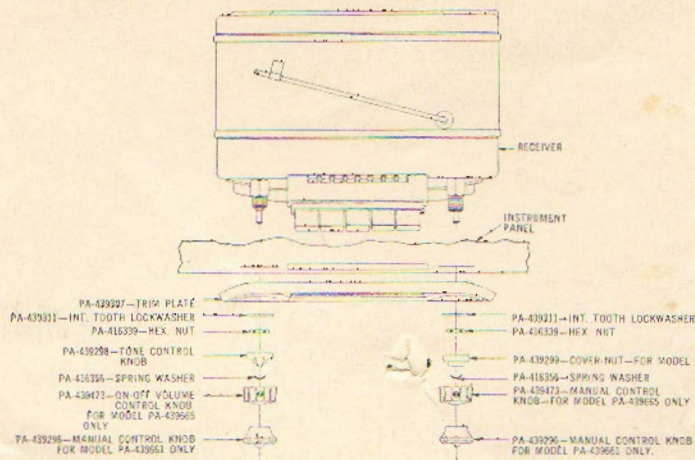 RECEIVER
INSTRUMENT
PANEL
PA-439307—TRIM PLATE
PA-439311—INT. TOOTH LOCKWASHER
PA-416339—HEX. NUT
PA-439298—TONE CONTROL
KNOB
PA-416356—SPRING WASHER
PA-439473—ON-OFF VOLUME
CONTROL KNOB
FOR MODEL PA-439665
ONLY
PA-439296—MANUAL CONTROL KNOB
FOR MODEL PA-439661 ONLY
PA-439311—INT. TOOTH LOCKWASHER
PA-416339—HEX NUT
PA-439299—COVER-NUT—FOR MODEL
PA-416356—SPRING WASHER
PA-439473—MANUAL CONTROL
KNOB—FOR MODEL PA-439665 ONLY
PA-439296—MANUAL CONTROL KNOB
FOR MODEL PA-439661 ONLY.